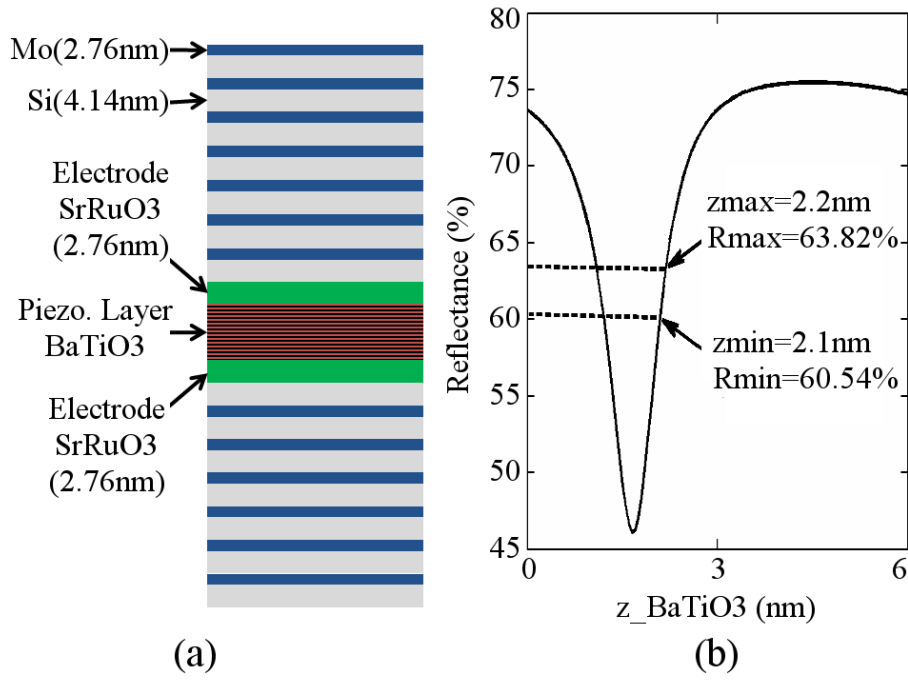 Mo(2.76nm)
Si(4.14nm)
Electrode
SrRuO3
(2.76nm)
Piezo. Layer
BaTiO3
Electrode
SrRuO3
(2.76nm)
(a)
80
75
70
65
60
55
50
45
Reflectance (%)
zmax=2.2nm
Rmax=63.82%
zmin=2.1nm
Rmin=60.54%
0
3
6
z_BaTiO3 (nm)
(b)